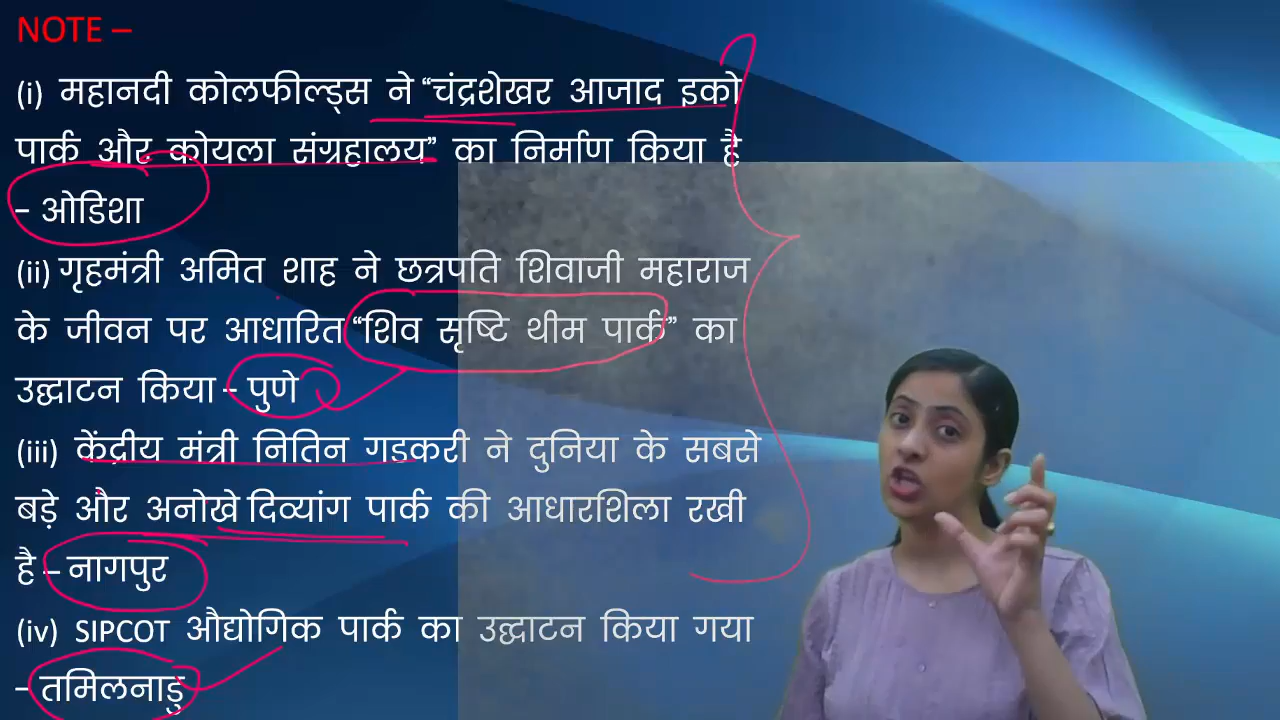 NOTE –
(i) महानदी कोलफील्ड्स ने “चंद्रशेखर आजाद इको
पार्क और कोयला संग्रहालय” का निर्माण किया है
– ओडिशा
(ii) गृहमंत्री अमित शाह ने छत्रपति शिवाजी महाराज
के जीवन पर आधारित “शिव सृष्टि थीम पार्क” का
उद्घाटन किया – पुणे
(iii) केंद्रीय मंत्री नितिन गडकरी ने दुनिया के सबसे
बड़े और अनोखे दिव्यांग पार्क की आधारशिला रखी
है – नागपुर
(iv) SIPCOT औद्योगिक पार्क का उद्घाटन किया गया
– तमिलनाडु